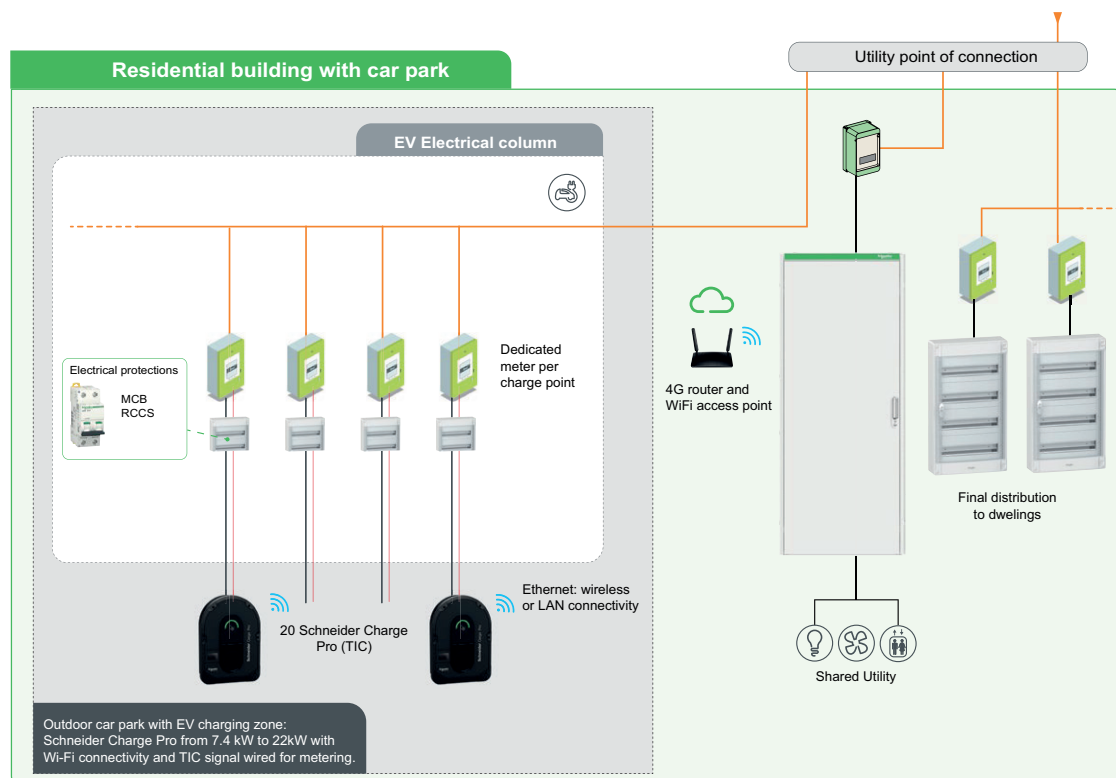 Utility point of connection
Residential building with car park
EV Electrical column
Dedicated
meter per
charge point
Electrical protections
MCB
RCCS
4G router and
WiFi access point
Final distribution
to dwelings
Ethernet: wireless
or LAN connectivity
20 Schneider Charge
Pro (TIC)
Shared Utility
Outdoor car park with EV charging zone:
Schneider Charge Pro from 7.4 kW to 22kW with
Wi-Fi connectivity and TIC signal wired for metering.